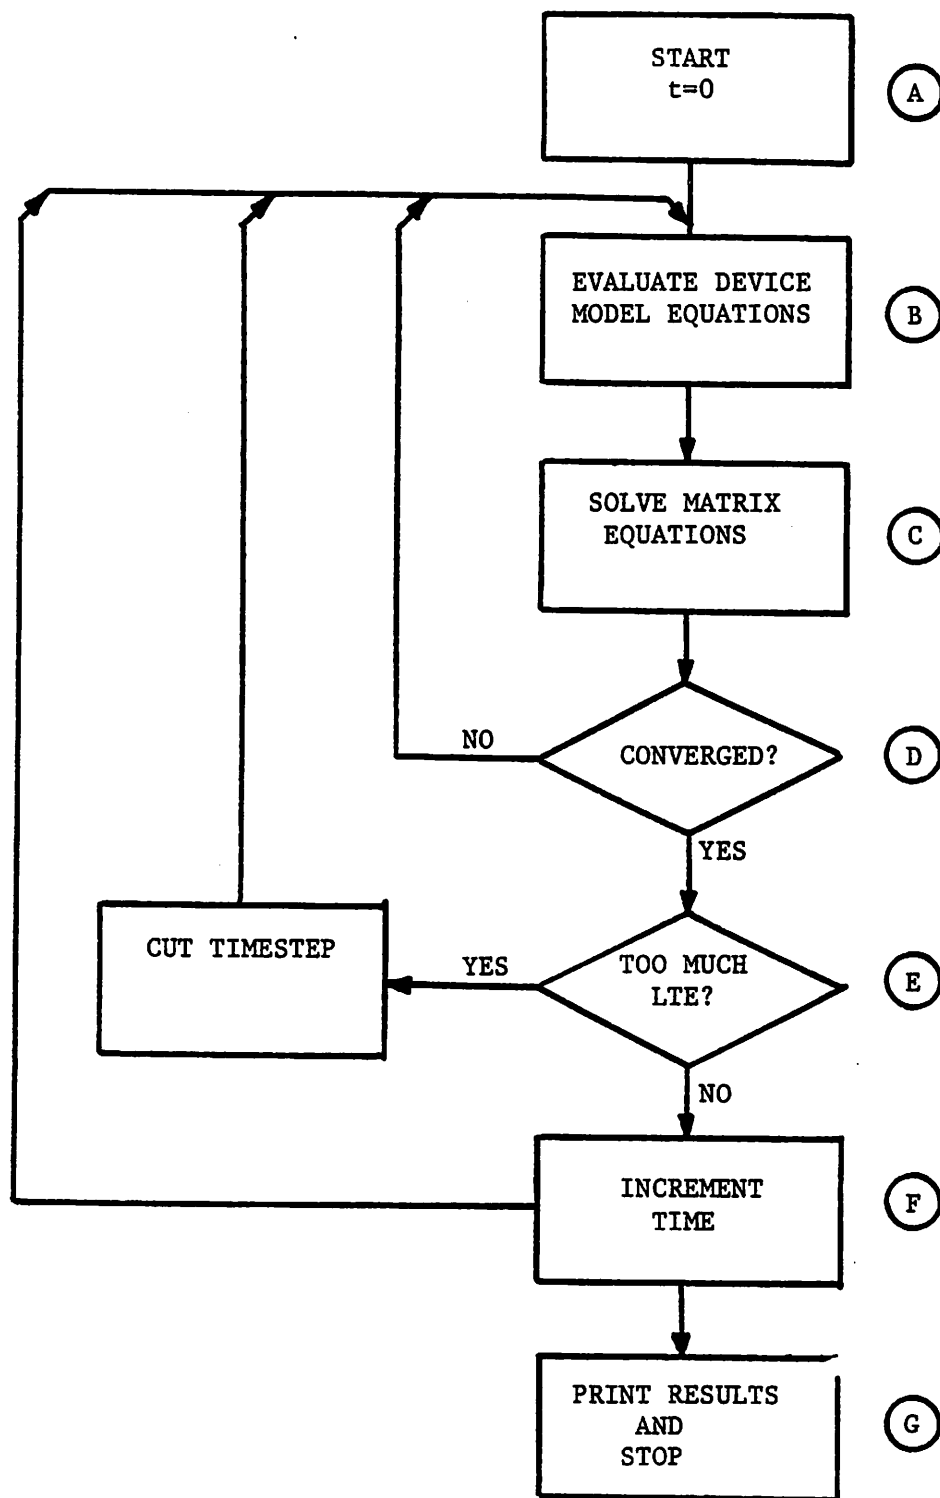 START
t=0
A
EVALUATE DEVICE
MODEL EQUATIONS
B
SOLVE MATRIX
EQUATIONS
C
NO
CONVERGED?
D
YES
CUT TIMESTEP
YES
TOO MUCH
LTE?
E
NO
INCREMENT
TIME
F
PRINT RESULTS
AND
STOP
G